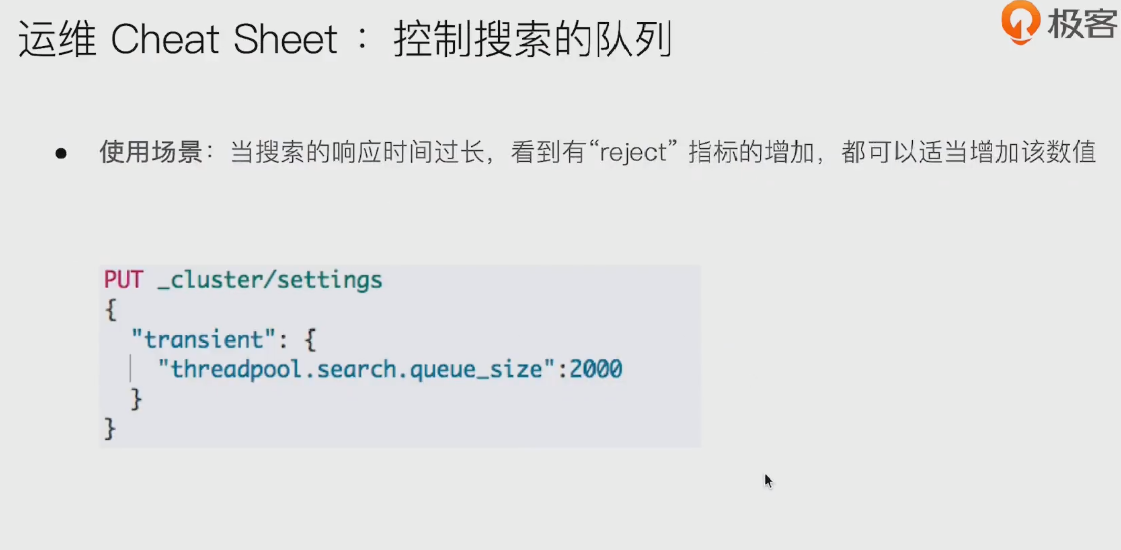 运维 Cheat Sheet ： 控制搜索的队列
极客
● 使用场景：当搜索的响应时间过长，看到有“reject” 指标的增加，都可以适当增加该数值
PUT _cluster/settings
{
"transient": {
"threadpool.search.queue_size":2000
}
}